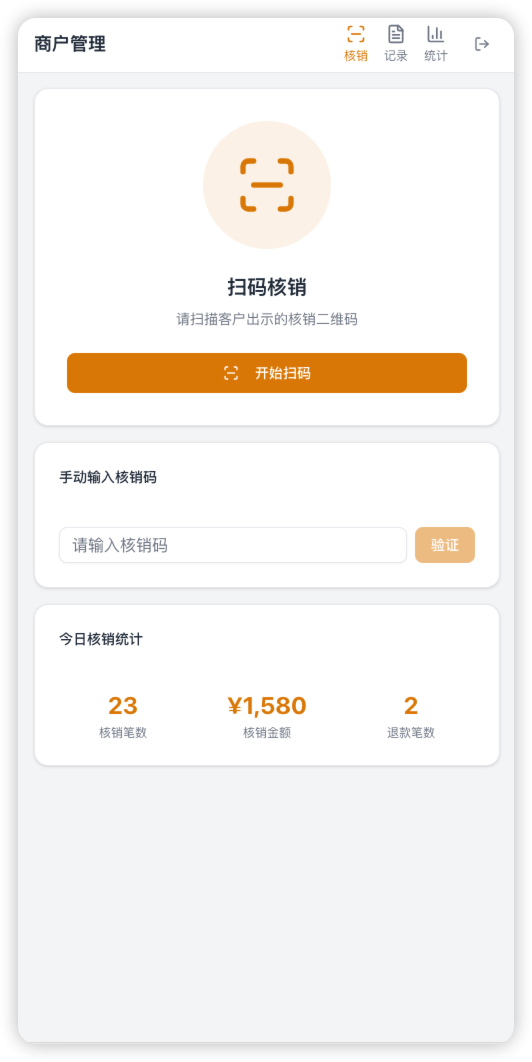 商户管理
核销 记录 统计
扫码核销
请扫描客户出示的核销二维码
开始扫码
手动输入核销码
请输入核销码 验证
今日核销统计
23 ¥1,580 2
核销笔数 核销金额 退款笔数